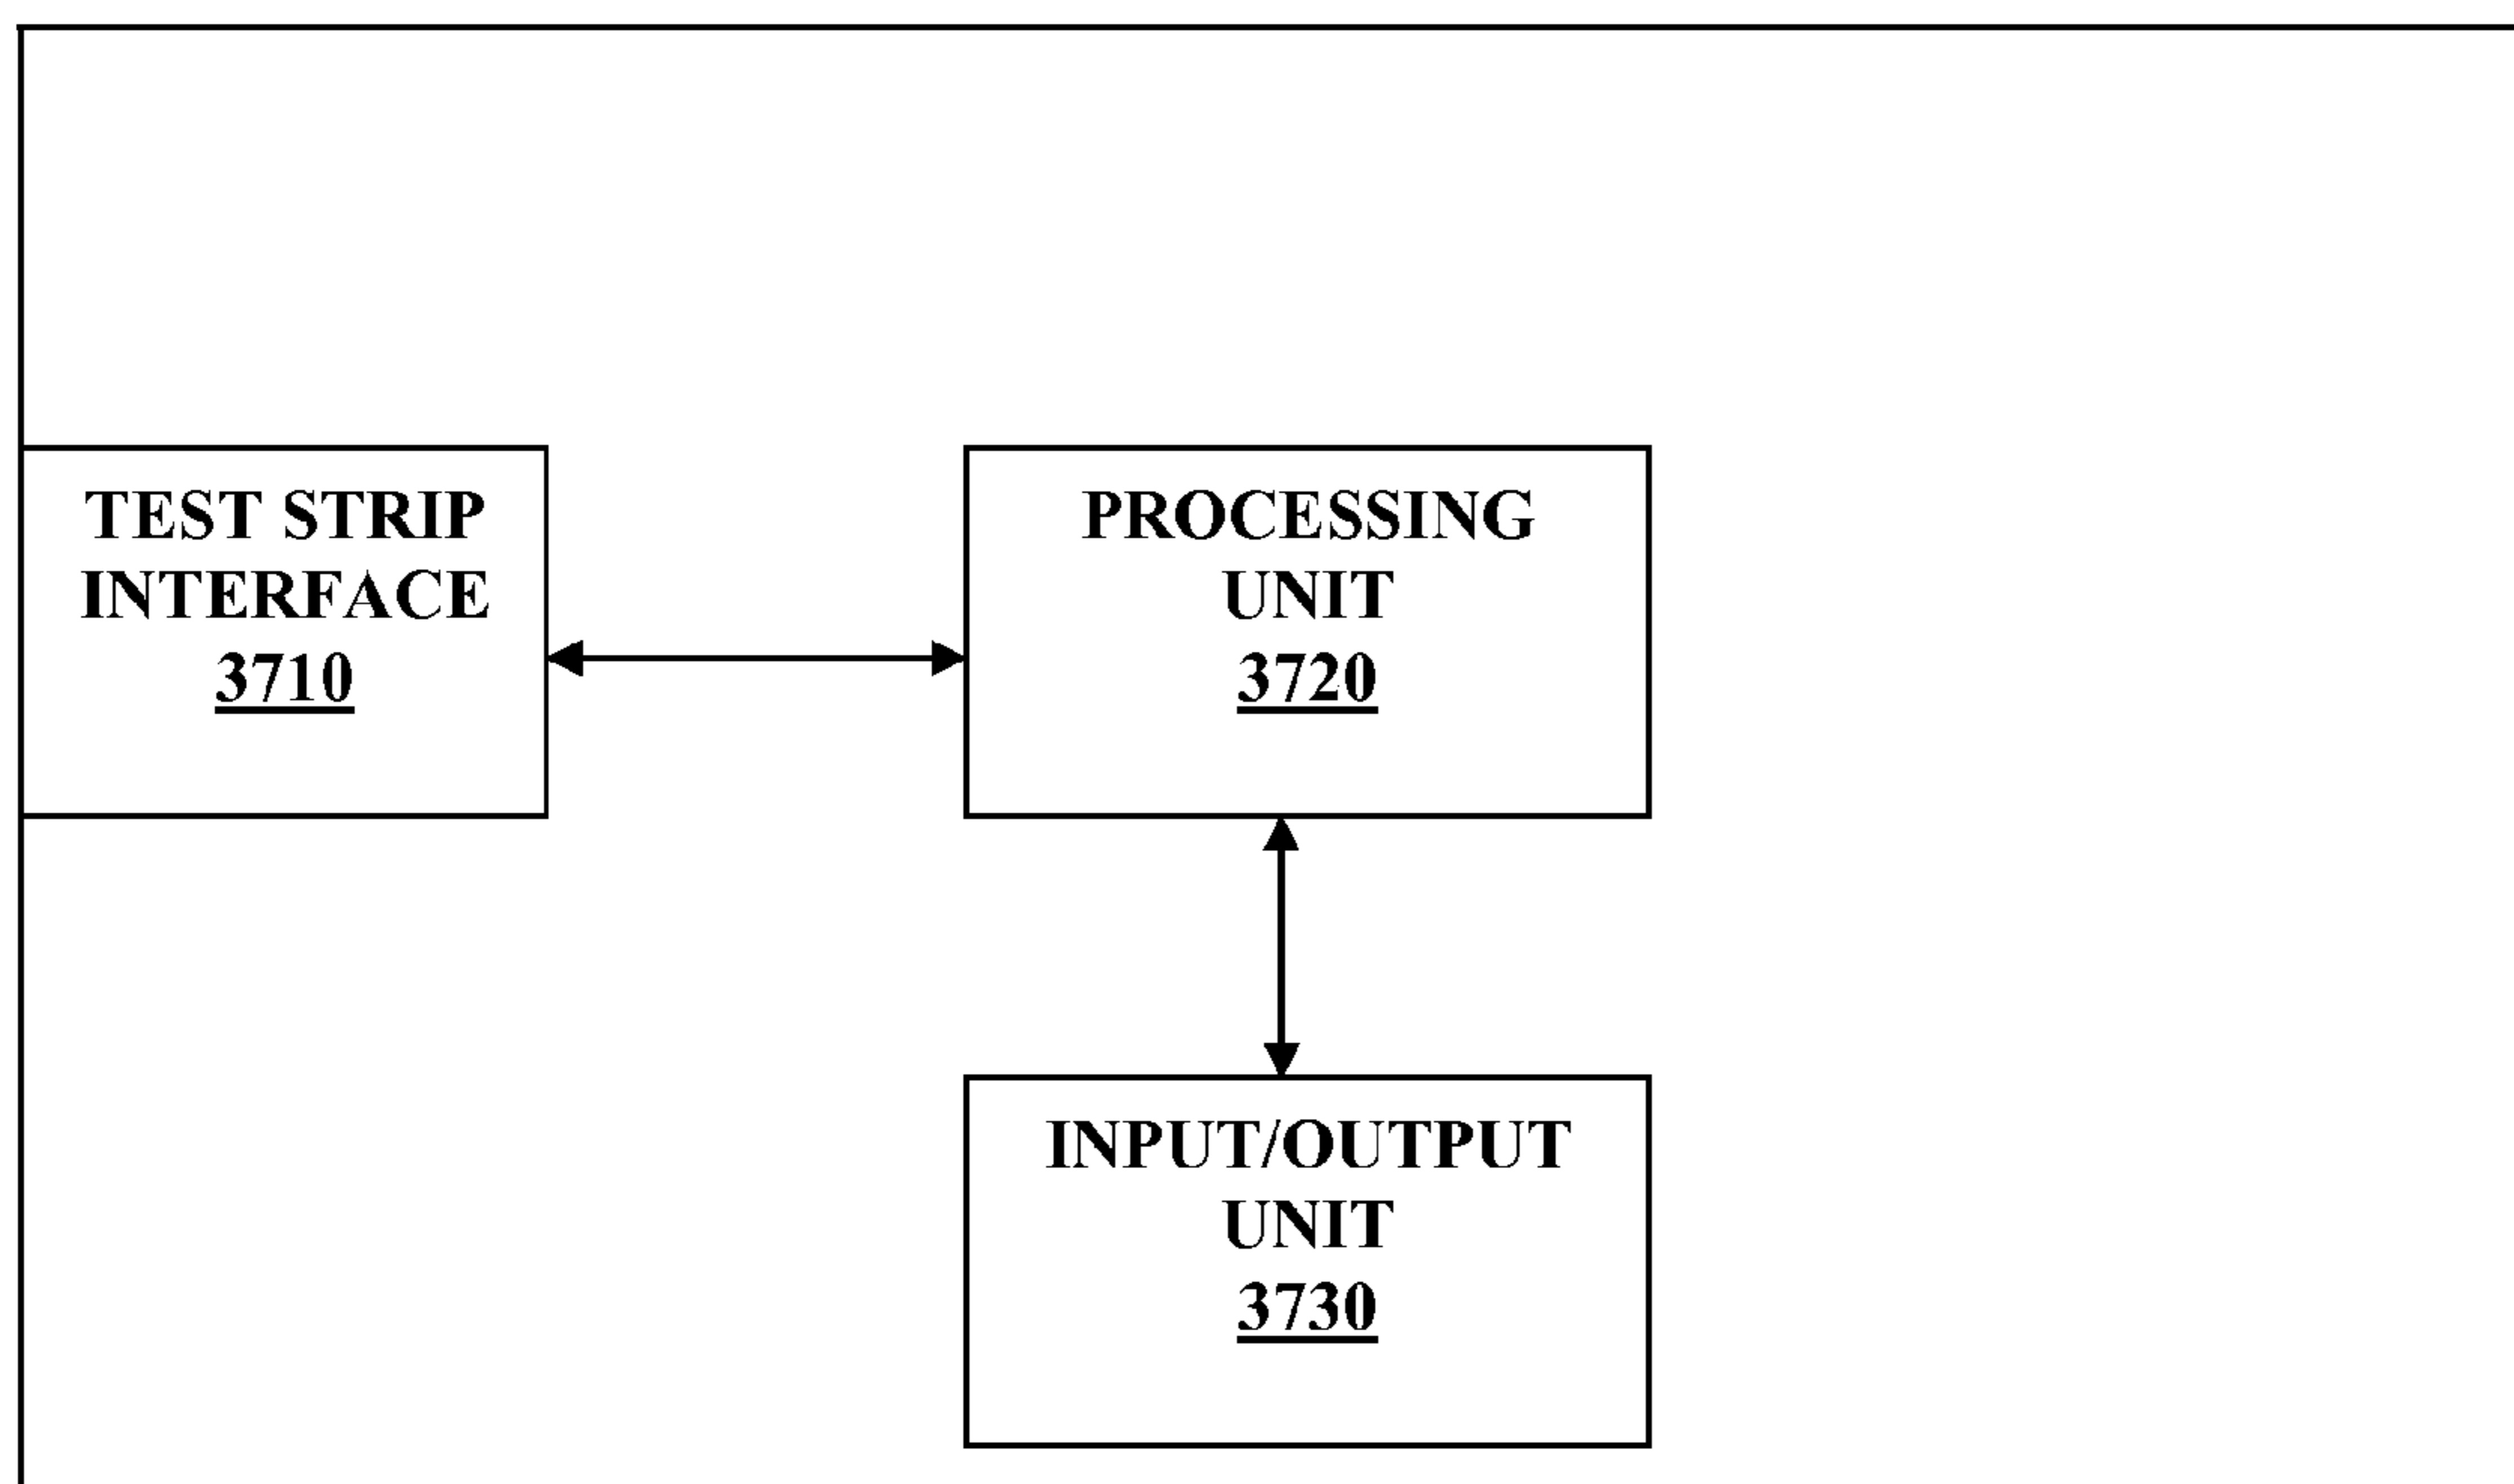 TEST STRIP
INTERFACE
3710
PROCESSING
UNIT
3720
INPUT/OUTPUT
UNIT
3730